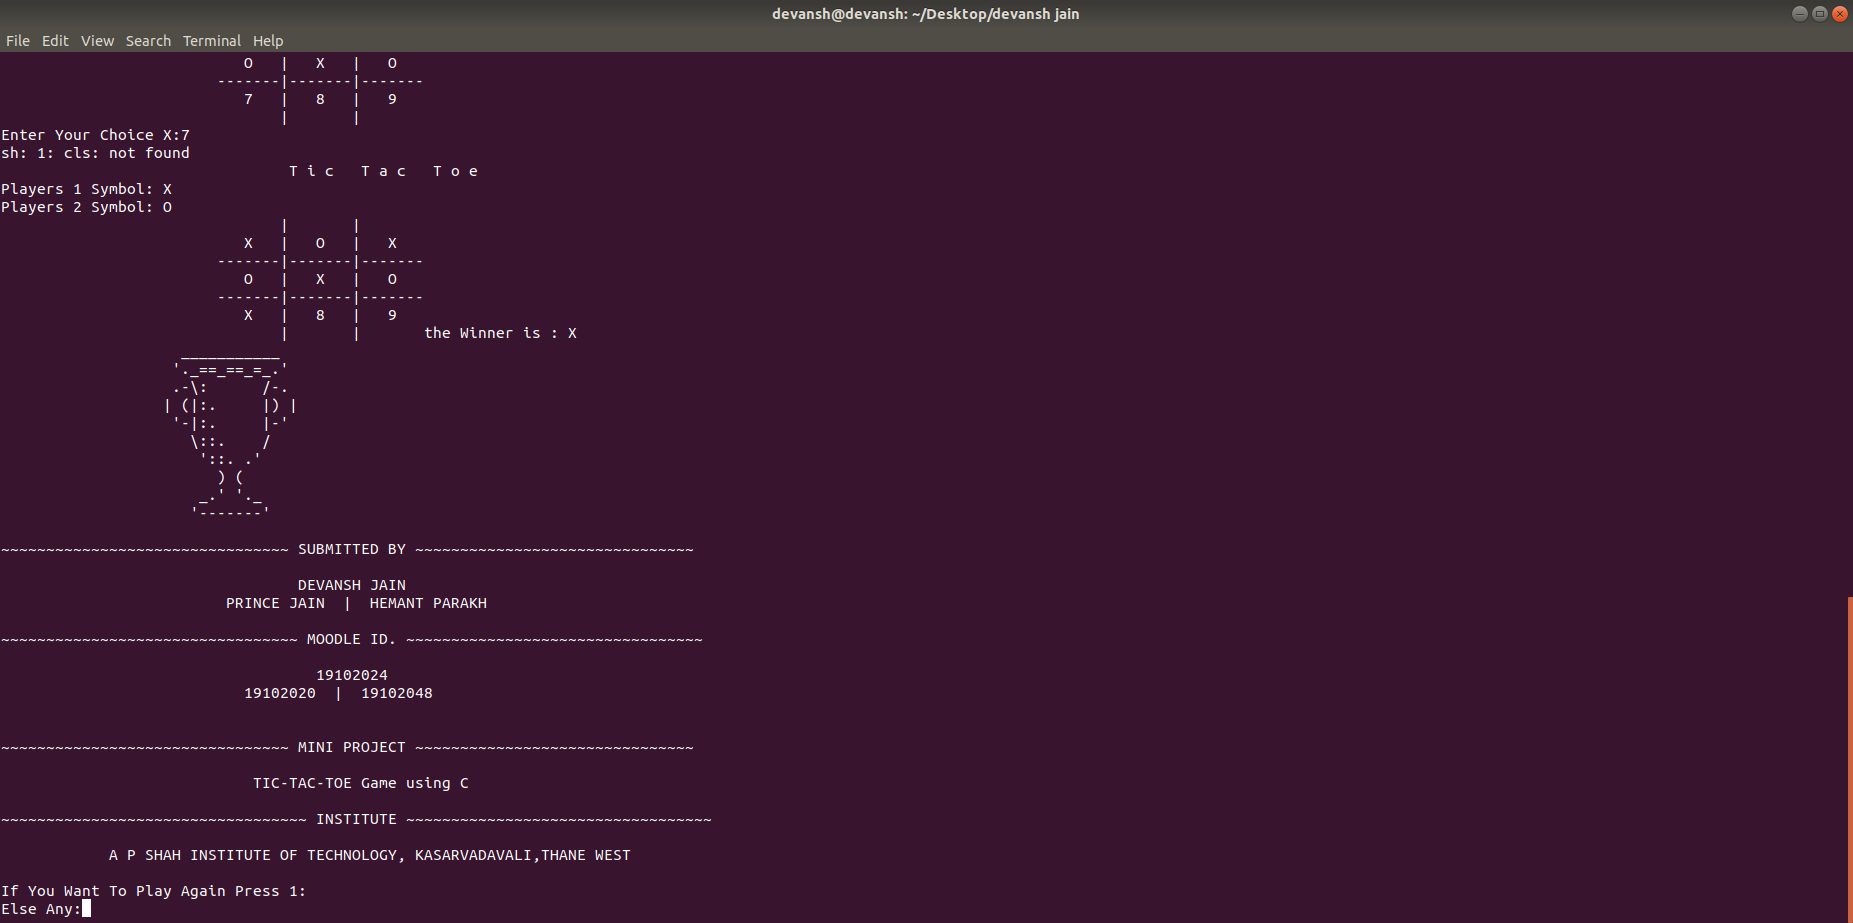 devansh@devansh: ~/Desktop/devansh jain
File Edit View Search Terminal Help
                           O   |   X   |   O
                        -------|-------|-------
                           7   |   8   |   9
                               |       |
Enter Your Choice X:7
sh: 1: cls: not found
                                T i c   T a c   T o e
Players 1 Symbol: X
Players 2 Symbol: O
                               |       |
                           X   |   O   |   X
                        -------|-------|-------
                           O   |   X   |   O
                        -------|-------|-------
                           X   |   8   |   9
                               |       |       the Winner is : X
                    ___________
                   '._==_==_=_.'
                   .-\:      /-.
                  | (|:.     |) |
                   '-|:.     |-'
                     \::.    /
                      '::. .'
                        ) (
                      _.' '._
                     '-------'
~~~~~~~~~~~~~~~~~~~~~~~~~~~~~~~~ SUBMITTED BY ~~~~~~~~~~~~~~~~~~~~~~~~~~~~~~~
                                 DEVANSH JAIN
                         PRINCE JAIN  |  HEMANT PARAKH
~~~~~~~~~~~~~~~~~~~~~~~~~~~~~~~~~ MOODLE ID. ~~~~~~~~~~~~~~~~~~~~~~~~~~~~~~~~~
                                   19102024
                           19102020  |  19102048
~~~~~~~~~~~~~~~~~~~~~~~~~~~~~~~~ MINI PROJECT ~~~~~~~~~~~~~~~~~~~~~~~~~~~~~~~
                            TIC-TAC-TOE Game using C
~~~~~~~~~~~~~~~~~~~~~~~~~~~~~~~~~~ INSTITUTE ~~~~~~~~~~~~~~~~~~~~~~~~~~~~~~~~~~
            A P SHAH INSTITUTE OF TECHNOLOGY, KASARVADAVALI,THANE WEST
If You Want To Play Again Press 1:
Else Any: